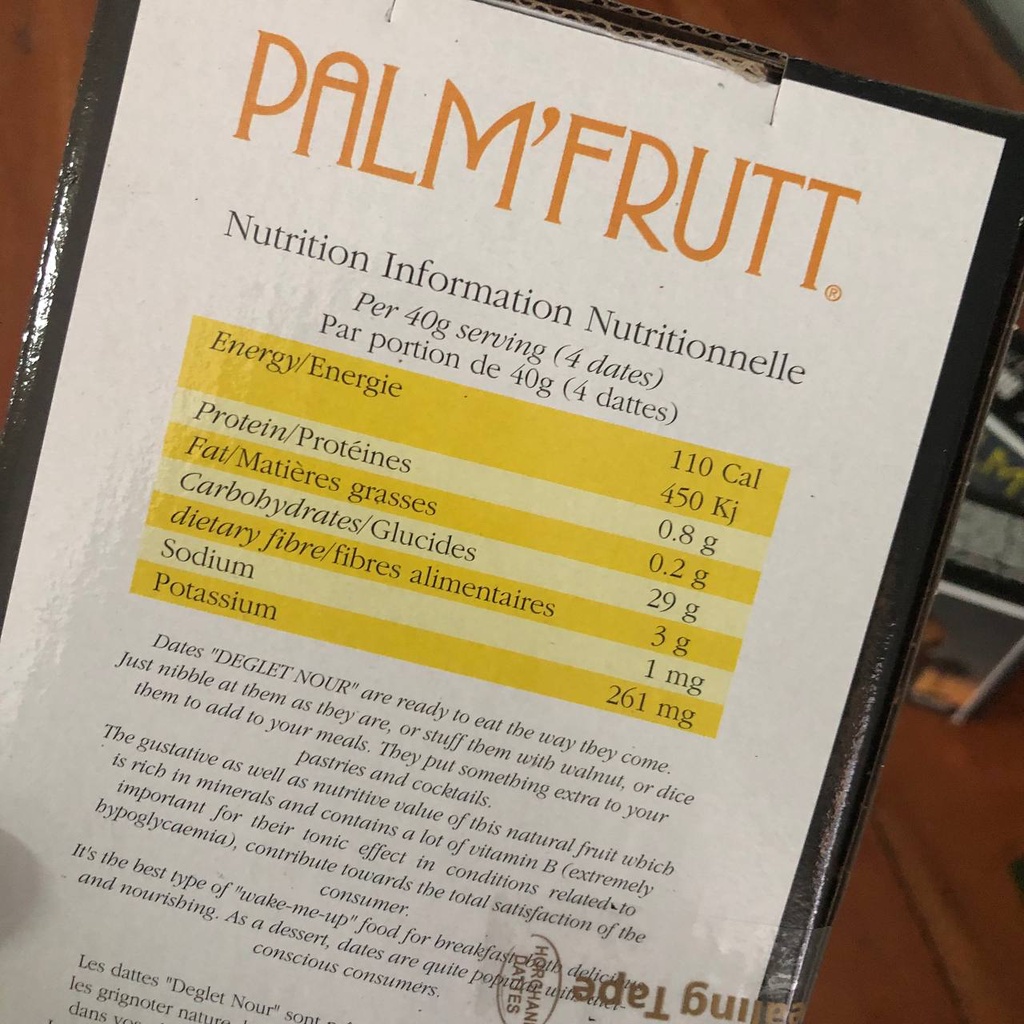 PALM'FRUTT®
Nutrition Information Nutritionnelle
Per 40g serving (4 dates)
Par portion de 40g (4 dattes)
Energy/Energie 110 Cal
450 Kj
Protein/Protéines 0.8 g
Fat/Matières grasses 0.2 g
Carbohydrates/Glucides 29 g
dietary fibre/fibres alimentaires 3 g
Sodium 1 mg
Potassium 261 mg
Dates "DEGLET NOUR" are ready to eat the way they come.
Just nibble at them as they are, or stuff them with walnut, or dice
them to add to your meals. They put something extra to your
pastries and cocktails.
The gustative as well as nutritive value of this natural fruit which
is rich in minerals and contains a lot of vitamin B (extremely
important for their tonic effect in conditions related to
hypoglycaemia), contribute towards the total satisfaction of the
consumer.
It's the best type of "wake-me-up" food for breakfast, both
and nourishing. As a dessert, dates are quite popular with
conscious consumers.
Les dattes "Deglet Nour" sont
les grignoter nature
dans vos
DATES
Tape